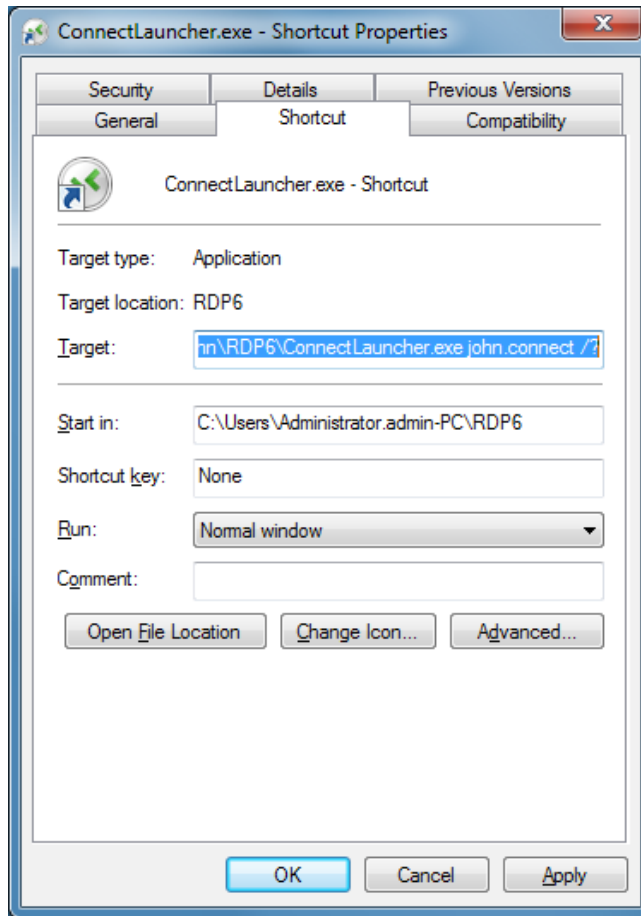 ConnectLauncher.exe - Shortcut Properties
Security Details Previous Versions
General Shortcut Compatibility
ConnectLauncher.exe - Shortcut
Target type: Application
Target location: RDP6
Target: hn\RDP6\ConnectLauncher.exe john.connect /?
Start in: C:\Users\Administrator.admin-PC\RDP6
Shortcut key: None
Run: Normal window
Comment:
Open File Location Change Icon... Advanced...
OK Cancel Apply